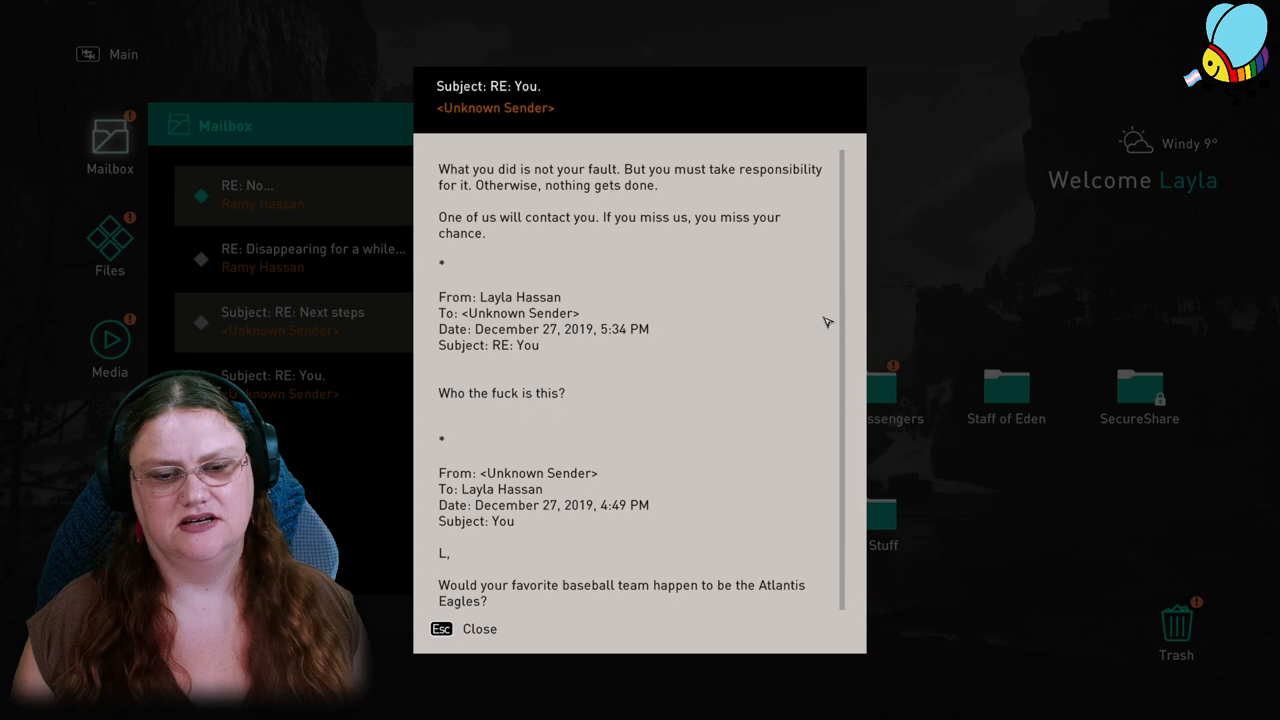 Main
Mailbox
Files
Media
Mailbox
RE: No...
Ramy Hassan
RE: Disappearing for a while...
Ramy Hassan
Subject: RE: Next steps
<Unknown Sender>
Subject: RE: You.
<Unknown Sender>
Subject: RE: You.
<Unknown Sender>
What you did is not your fault. But you must take responsibility
for it. Otherwise, nothing gets done.
One of us will contact you. If you miss us, you miss your
chance.
*
From: Layla Hassan
To: <Unknown Sender>
Date: December 27, 2019, 5:34 PM
Subject: RE: You
Who the fuck is this?
*
From: <Unknown Sender>
To: Layla Hassan
Date: December 27, 2019, 4:49 PM
Subject: You
L,
Would your favorite baseball team happen to be the Atlantis
Eagles?
Esc Close
Windy 9°
Welcome Layla
ssengers
Staff of Eden
SecureShare
Stuff
Trash